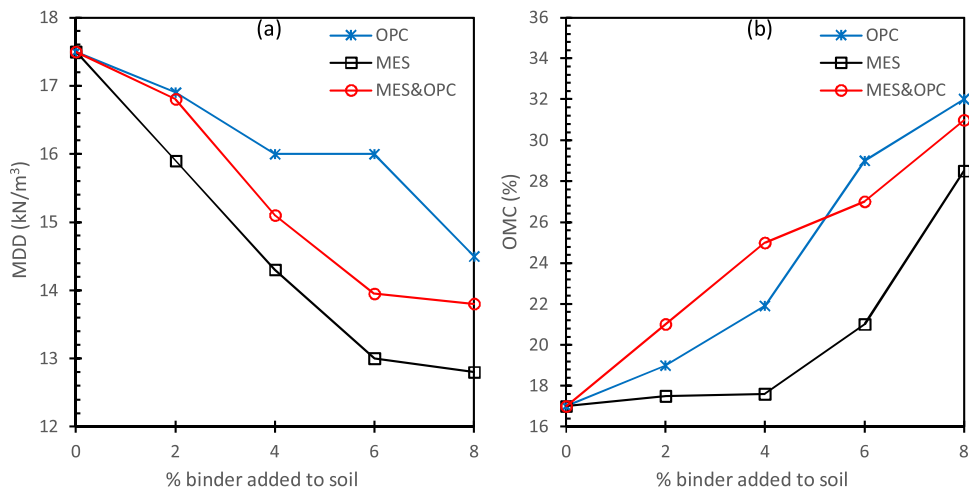 (a)
OPC
MES
MES&OPC
18
17
16
15
14
13
12
MDD (kN/m³)
0 2 4 6 8
% binder added to soil
(b)
OPC
MES
MES&OPC
36
34
32
30
28
26
24
22
20
18
16
OMC (%)
0 2 4 6 8
% binder added to soil